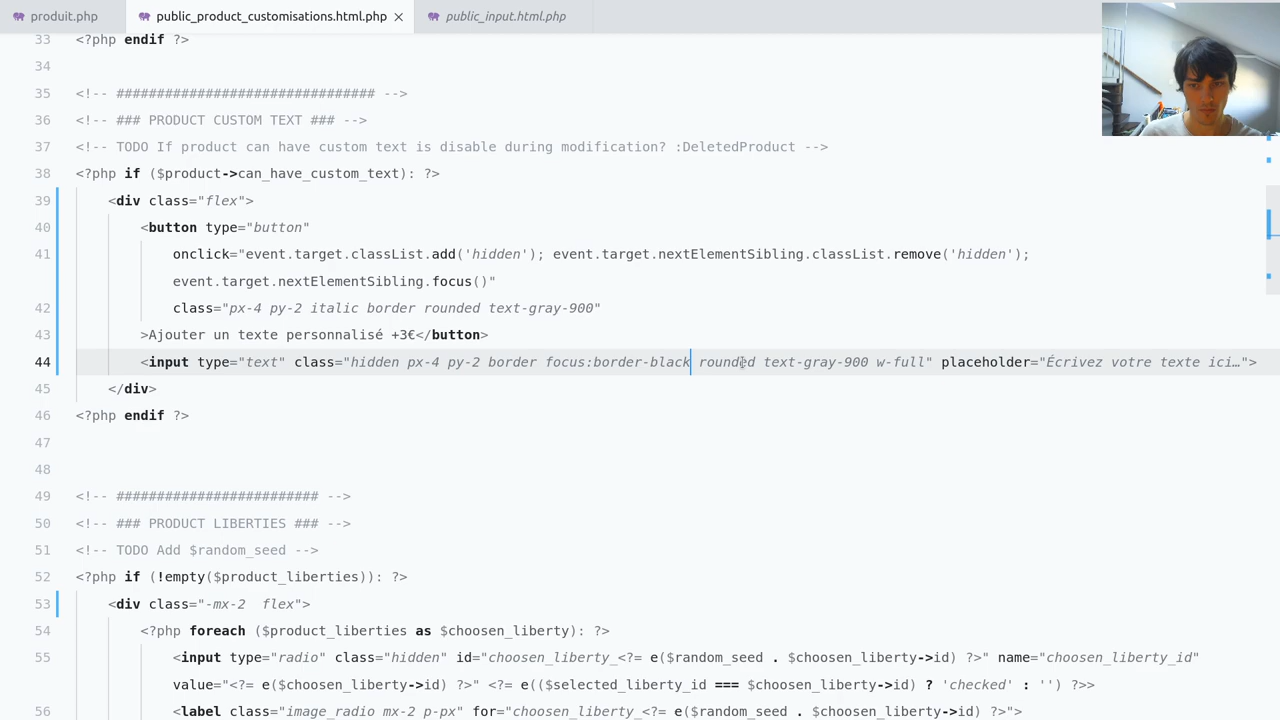 produit.php public_product_customisations.html.php public_input.html.php
33 <?php endif ?>
34
35 <!-- ################################ -->
36 <!-- ### PRODUCT CUSTOM TEXT ### -->
37 <!-- TODO If product can have custom text is disable during modification? :DeletedProduct -->
38 <?php if ($product->can_have_custom_text): ?>
39 <div class="flex">
40 <button type="button"
41 onclick="event.target.classList.add('hidden'); event.target.nextElementSibling.classList.remove('hidden');
event.target.nextElementSibling.focus()"
42 class="px-4 py-2 italic border rounded text-gray-900"
43 >Ajouter un texte personnalisé +3€</button>
44 <input type="text" class="hidden px-4 py-2 border focus:border-black rounded text-gray-900 w-full" placeholder="Écrivez votre texte ici…">
45 </div>
46 <?php endif ?>
47
48
49 <!-- ######################### -->
50 <!-- ### PRODUCT LIBERTIES ### -->
51 <!-- TODO Add $random_seed -->
52 <?php if (!empty($product_liberties)): ?>
53 <div class="-mx-2  flex">
54 <?php foreach ($product_liberties as $choosen_liberty): ?>
55 <input type="radio" class="hidden" id="choosen_liberty_<?= e($random_seed . $choosen_liberty->id) ?>" name="choosen_liberty_id"
value="<?= e($choosen_liberty->id) ?>" <?= e(($selected_liberty_id === $choosen_liberty->id) ? 'checked' : '') ?>>
56 <label class="image_radio mx-2 p-px" for="choosen_liberty_<?= e($random_seed . $choosen_liberty->id) ?>">